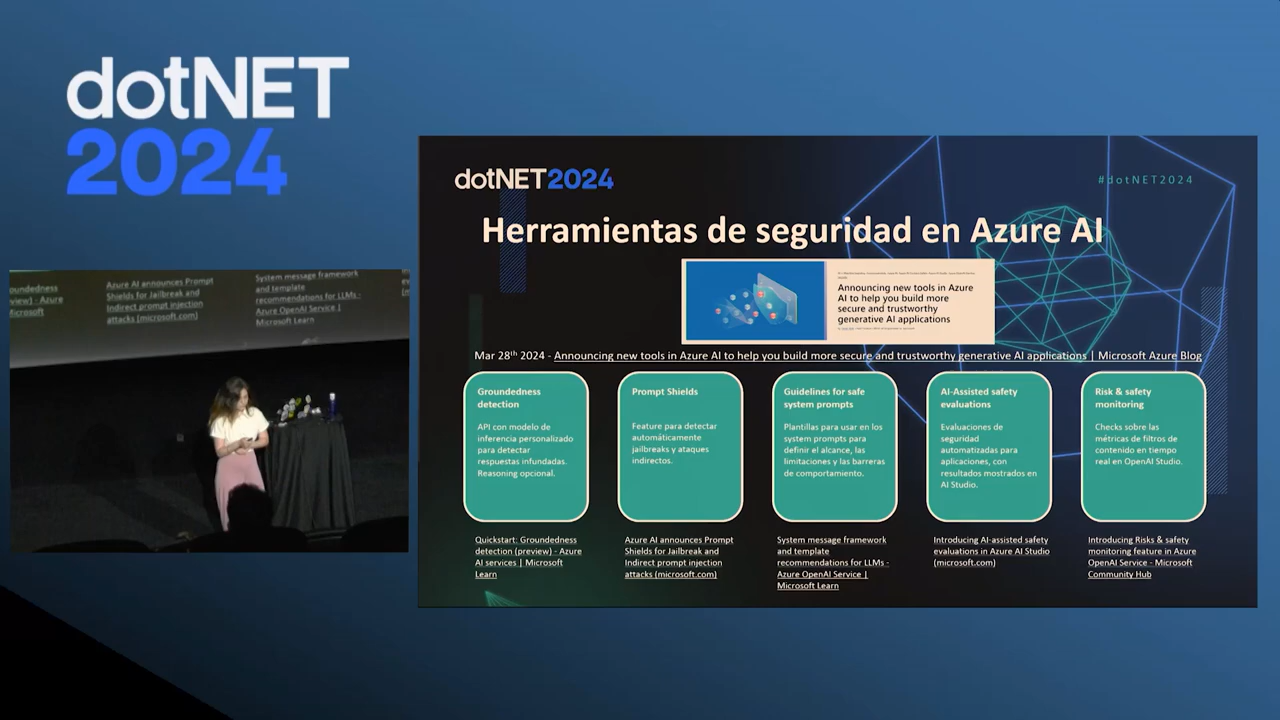 dotNET
2024
oundness
view) - Azure
Microsoft
Azure AI announces Prompt
Shields for Jailbreak and
Indirect prompt injection
attacks (microsoft.com)
System message framework
and template
recommendations for LLMs -
Azure OpenAI Service |
Microsoft Learn
dotNET2024
#dotNET2024
Herramientas de seguridad en Azure AI
Announcing new tools in Azure
AI to help you build more
secure and trustworthy
generative AI applications
Mar 28th 2024 - Announcing new tools in Azure AI to help you build more secure and trustworthy generative AI applications | Microsoft Azure Blog
Groundedness
detection
API con modelo de
inferencia personalizado
para detectar
respuestas infundadas.
Reasoning opcional.
Prompt Shields
Feature para detectar
automáticamente
jailbreaks y ataques
indirectos.
Guidelines for safe
system prompts
Plantillas para usar en los
system prompts para
definir el alcance, las
limitaciones y las barreras
de comportamiento.
AI-Assisted safety
evaluations
Evaluaciones de
seguridad
automatizadas para
aplicaciones, con
resultados mostrados en
AI Studio.
Risk & safety
monitoring
Checks sobre las
métricas de filtros de
contenido en tiempo
real en OpenAI Studio.
Quickstart: Groundedness
detection (preview) - Azure
AI services | Microsoft
Learn
Azure AI announces Prompt
Shields for Jailbreak and
Indirect prompt injection
attacks (microsoft.com)
System message framework
and template
recommendations for LLMs -
Azure OpenAI Service |
Microsoft Learn
Introducing AI-assisted safety
evaluations in Azure AI Studio
(microsoft.com)
Introducing Risks & safety
monitoring feature in Azure
OpenAI Service - Microsoft
Community Hub